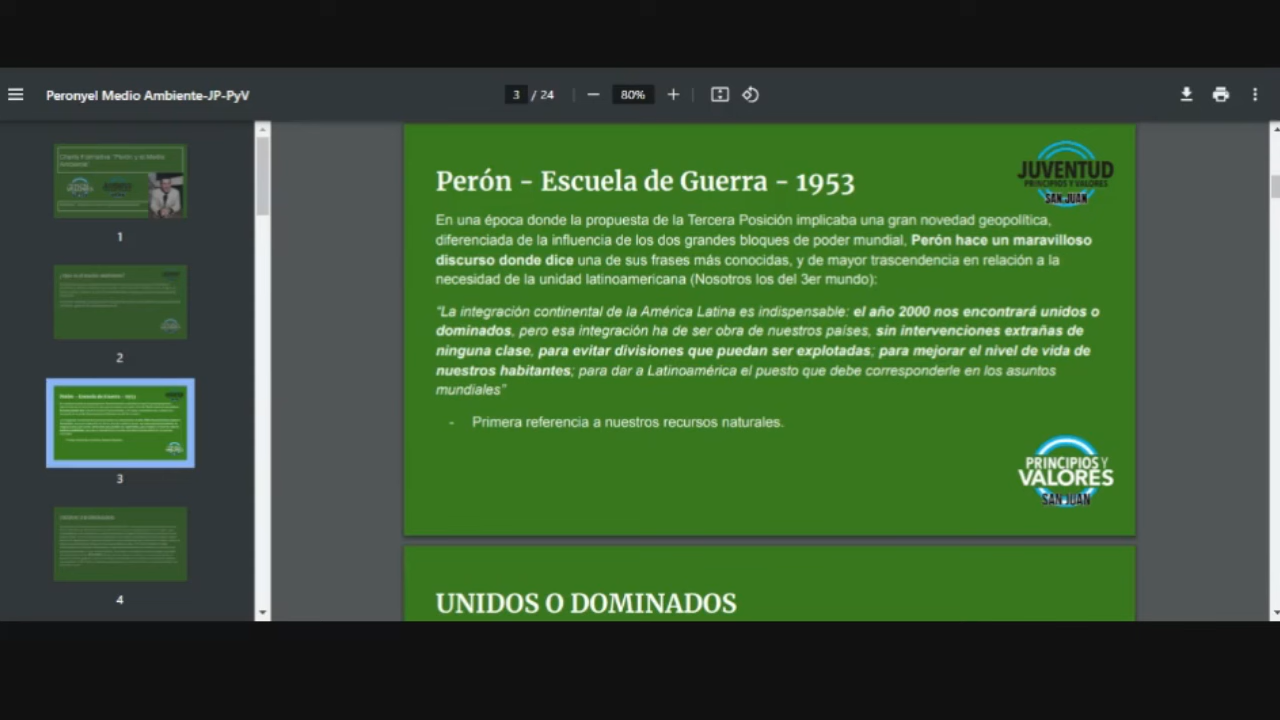 Peronyel Medio Ambiente-JP-PyV
3 / 24
80%
1
2
3
4
Perón - Escuela de Guerra - 1953
JUVENTUD
PRINCIPIOS Y VALORES
SAN JUAN
En una época donde la propuesta de la Tercera Posición implicaba una gran novedad geopolítica,
diferenciada de la influencia de los dos grandes bloques de poder mundial, Perón hace un maravilloso
discurso donde dice una de sus frases más conocidas, y de mayor trascendencia en relación a la
necesidad de la unidad latinoamericana (Nosotros los del 3er mundo):
“La integración continental de la América Latina es indispensable: el año 2000 nos encontrará unidos o
dominados, pero esa integración ha de ser obra de nuestros países, sin intervenciones extrañas de
ninguna clase, para evitar divisiones que puedan ser explotadas; para mejorar el nivel de vida de
nuestros habitantes; para dar a Latinoamérica el puesto que debe corresponderle en los asuntos
mundiales”
- Primera referencia a nuestros recursos naturales.
PRINCIPIOS Y
VALORES
SAN JUAN
UNIDOS O DOMINADOS